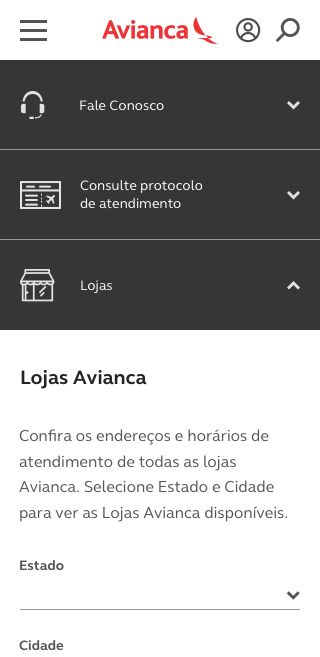 Avianca
Fale Conosco
Consulte protocolo
de atendimento
Lojas
Lojas Avianca
Confira os endereços e horários de
atendimento de todas as lojas
Avianca. Selecione Estado e Cidade
para ver as Lojas Avianca disponíveis.
Estado
Cidade